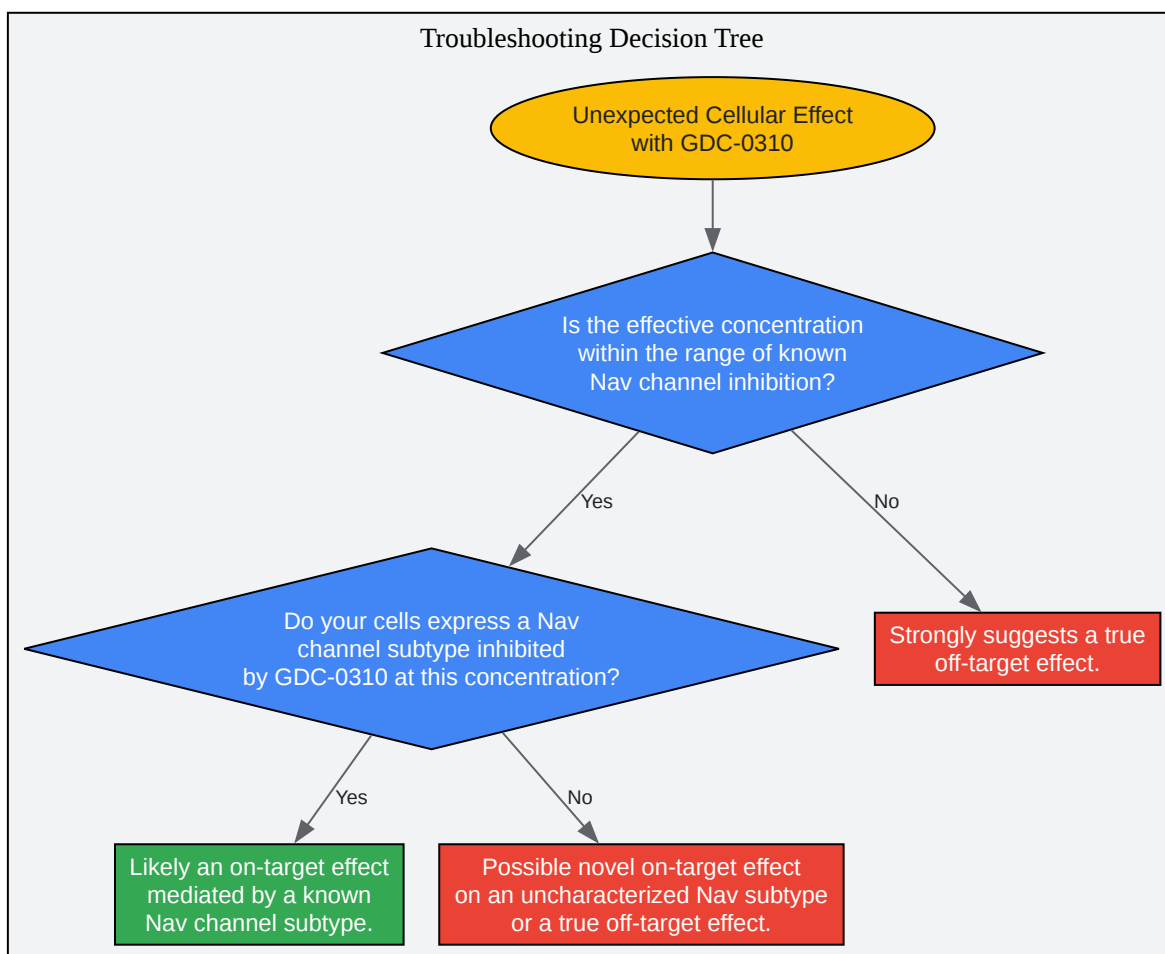 Troubleshooting Decision Tree
Unexpected Cellular Effect
with GDC-0310
Is the effective concentration
within the range of known
Nav channel inhibition?
Yes
No
Do your cells express a Nav
channel subtype inhibited
by GDC-0310 at this concentration?
Strongly suggests a true
off-target effect.
Yes
No
Likely an on-target effect
mediated by a known
Nav channel subtype.
Possible novel on-target effect
on an uncharacterized Nav subtype
or a true off-target effect.